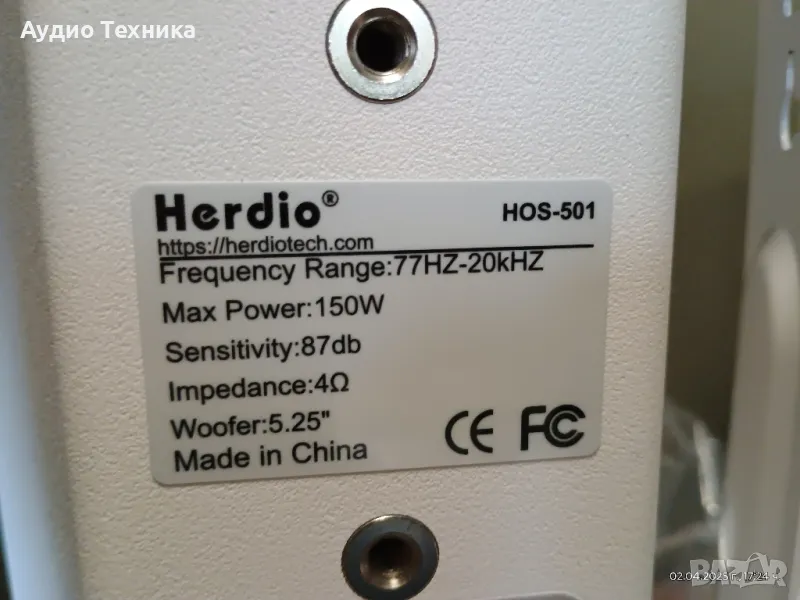 Аудио Техника
Herdio®
HOS-501
https://herdiotech.com
Frequency Range:77HZ-20kHZ
Max Power:150W
Sensitivity:87db
Impedance:4Ω
Woofer:5.25"
Made in China
CE FC
BAZAR
02.04.2025 г., 17:24 ч.